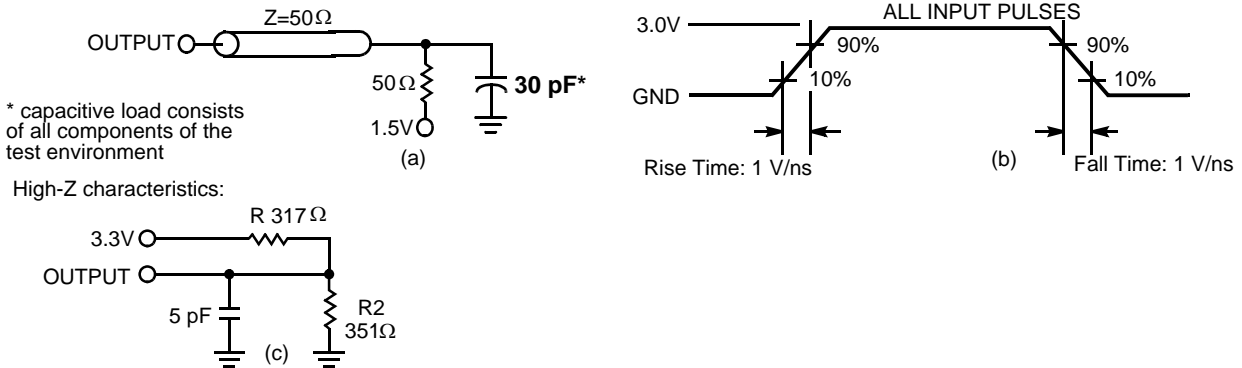 Z=50Ω
OUTPUT
50Ω
30 pF*
1.5V
(a)
* capacitive load consists
of all components of the
test environment
ALL INPUT PULSES
3.0V
90%
10%
GND
90%
10%
Rise Time: 1 V/ns
(b)
Fall Time: 1 V/ns
High-Z characteristics:
R 317Ω
3.3V
OUTPUT
5 pF
R2
351Ω
(c)